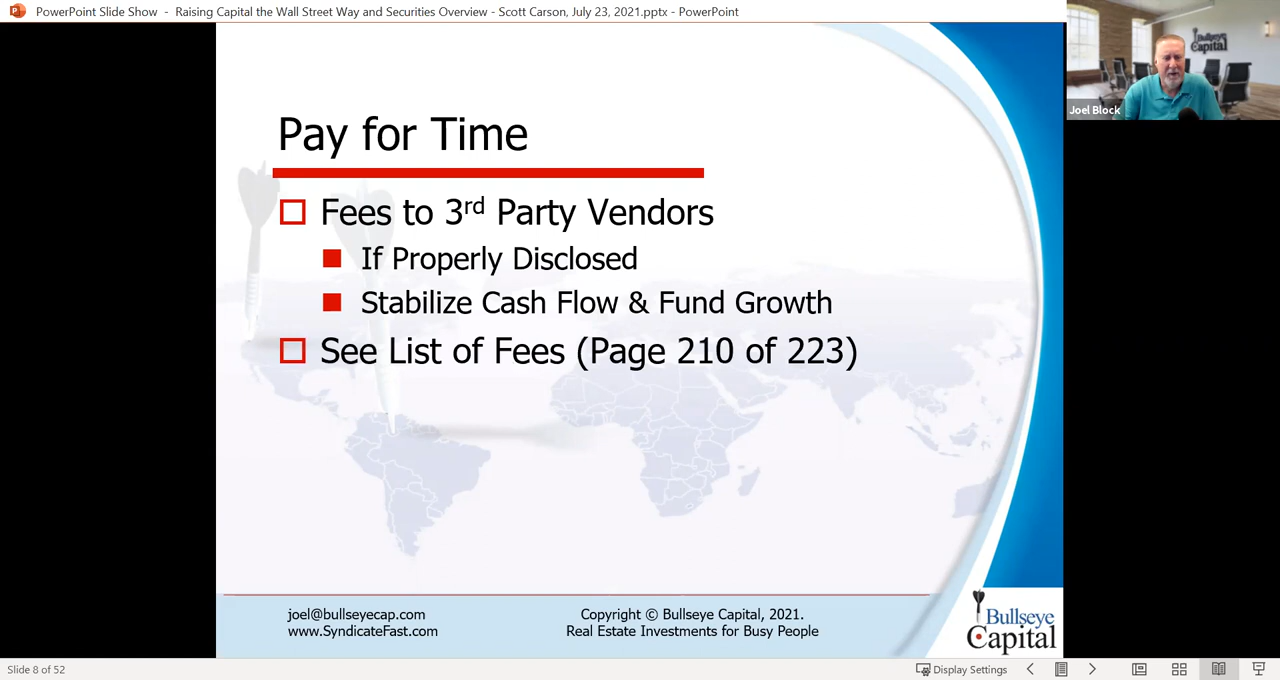 PowerPoint Slide Show - Raising Capital the Wall Street Way and Securities Overview - Scott Carson, July 23, 2021.pptx - PowerPoint
Bullseye
Capital
Joel Block
Pay for Time
Fees to 3rd Party Vendors
If Properly Disclosed
Stabilize Cash Flow & Fund Growth
See List of Fees (Page 210 of 223)
joel@bullseyecap.com
www.SyndicateFast.com
Copyright © Bullseye Capital, 2021.
Real Estate Investments for Busy People
Bullseye
Capital
Slide 8 of 52
Display Settings